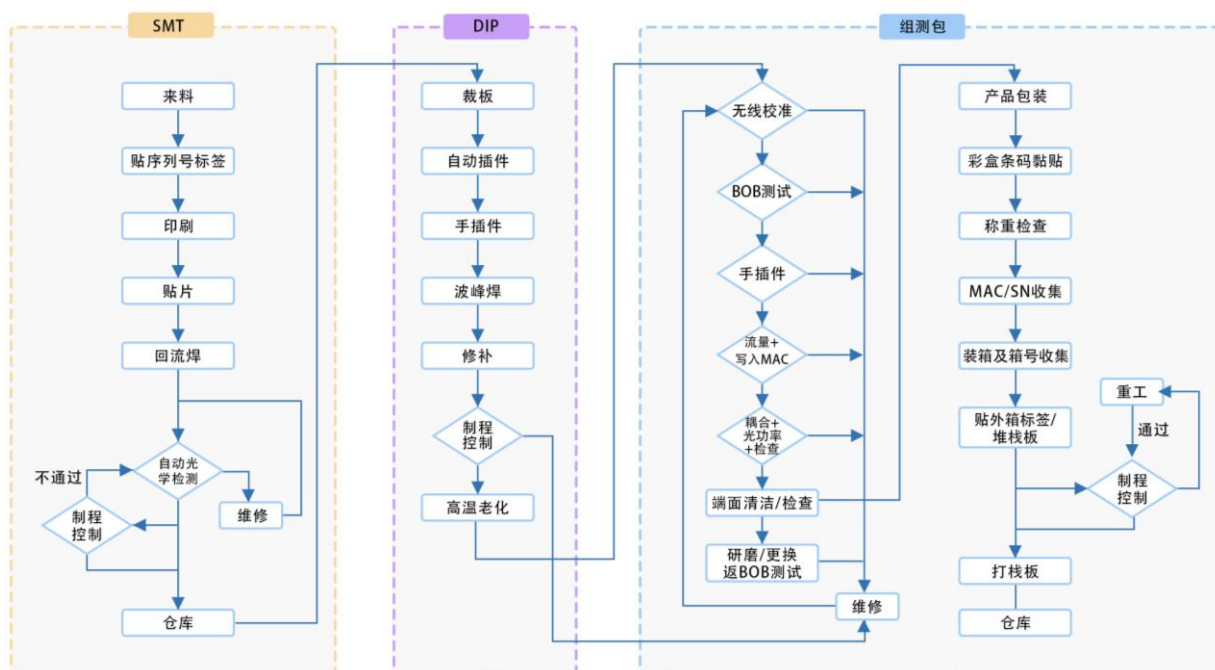 SMT
来料
贴序列号标签
印刷
贴片
回流焊
自动光
学检测
不通过
制程
控制
维修
仓库
DIP
裁板
自动插件
手插件
波峰焊
修补
制程
控制
高温老化
组测包
无线校准
BOB测试
手插件
流量+
写入MAC
耦合+
光功率
+检查
端面清洁/检查
研磨/更换
返BOB测试
维修
产品包装
彩盒条码黏贴
称重检查
MAC/SN收集
装箱及箱号收集
贴外箱标签/
堆栈板
重工
通过
制程
控制
打栈板
仓库